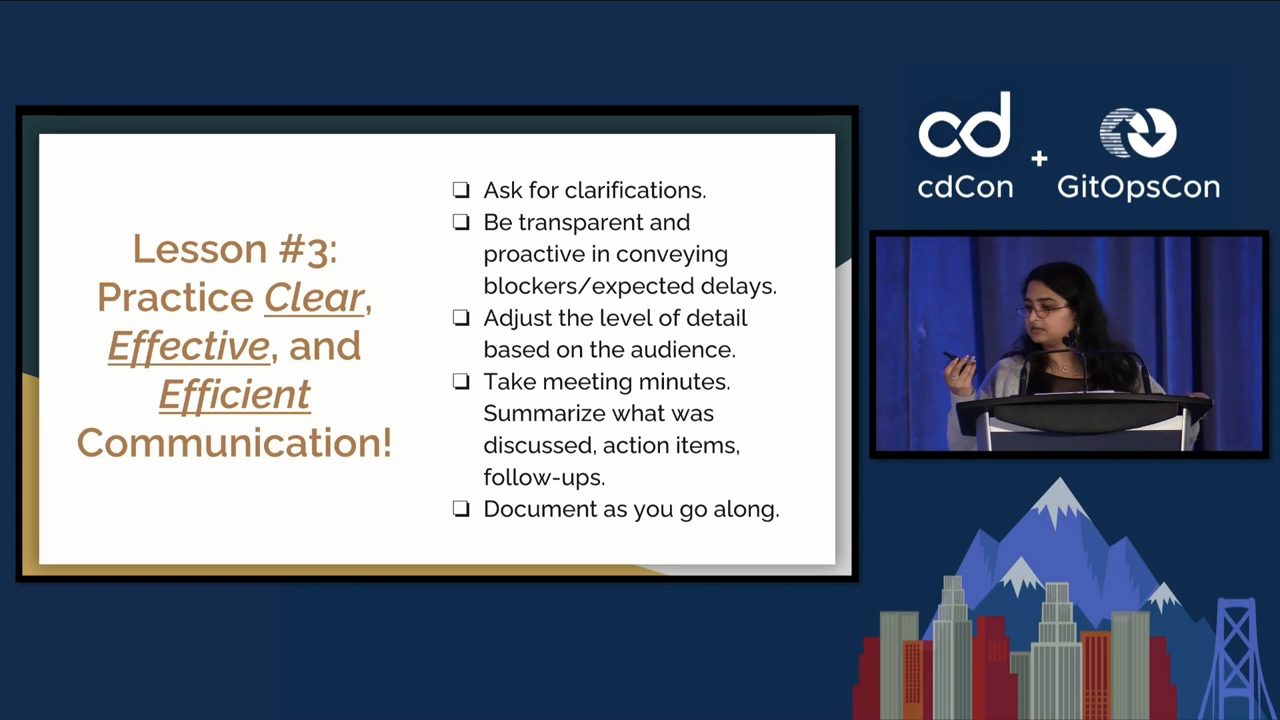 Lesson #3:
Practice Clear,
Effective, and
Efficient
Communication!
❏ Ask for clarifications.
❏ Be transparent and
proactive in conveying
blockers/expected delays.
❏ Adjust the level of detail
based on the audience.
❏ Take meeting minutes.
Summarize what was
discussed, action items,
follow-ups.
❏ Document as you go along.
cd
+
cdCon
GitOpsCon